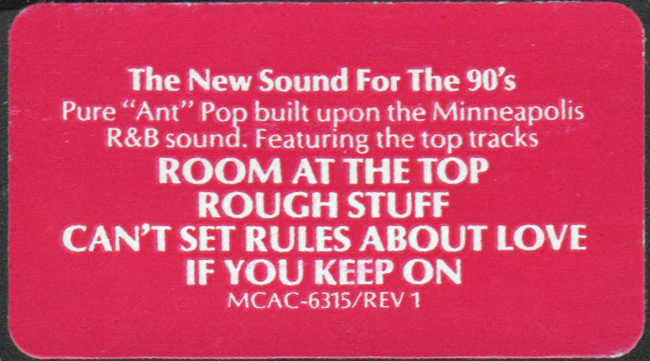 The New Sound For The 90's
Pure "Ant" Pop built upon the Minneapolis
R&B sound. Featuring the top tracks
ROOM AT THE TOP
ROUGH STUFF
CAN'T SET RULES ABOUT LOVE
IF YOU KEEP ON
MCAC-6315/REV 1